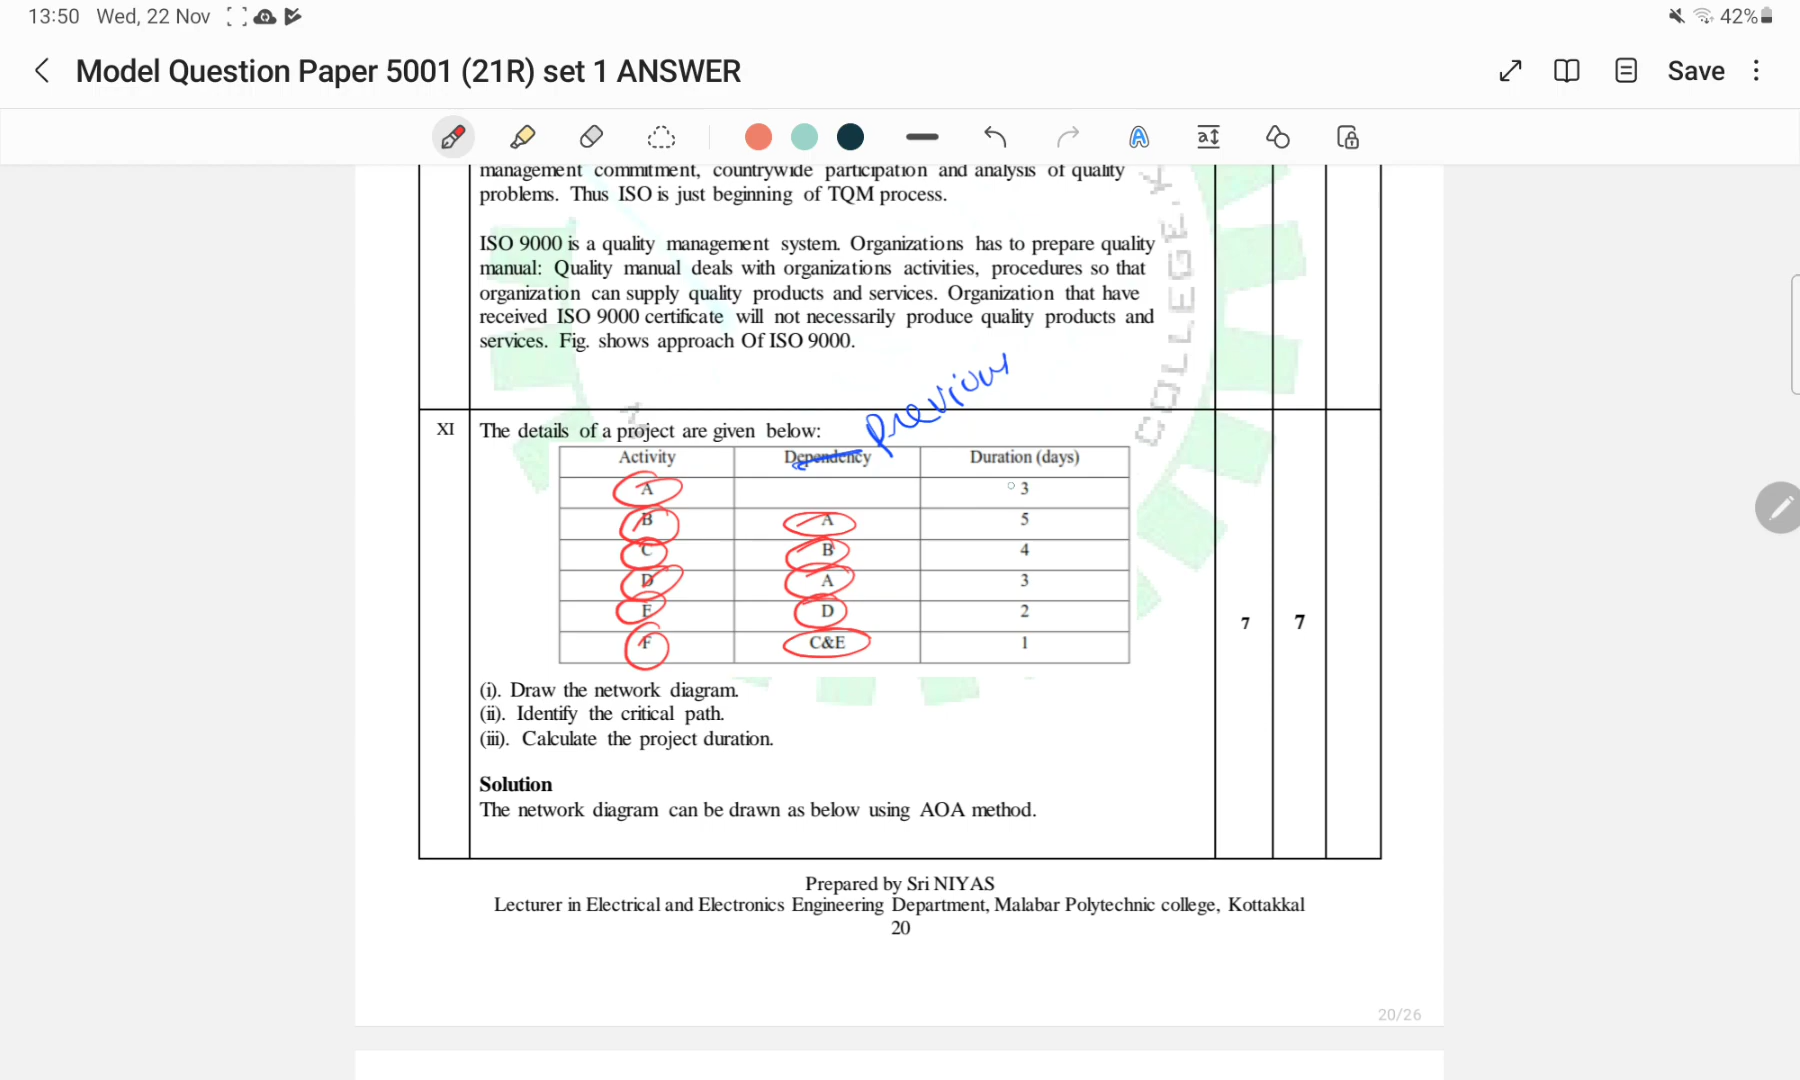 13:50 Wed, 22 Nov
42%
Model Question Paper 5001 (21R) set 1 ANSWER
Save
management commitment, countrywide participation and analysis of quality
problems. Thus ISO is just beginning of TQM process.
ISO 9000 is a quality management system. Organizations has to prepare quality
manual: Quality manual deals with organizations activities, procedures so that
organization can supply quality products and services. Organization that have
received ISO 9000 certificate will not necessarily produce quality products and
services. Fig. shows approach Of ISO 9000.
COLLEGE
previous
XI The details of a project are given below:
Activity Dependency Duration (days)
A 3
B A 5
C B 4
D A 3
E D 2
F C&E 1
7 7
(i). Draw the network diagram.
(ii). Identify the critical path.
(iii). Calculate the project duration.
Solution
The network diagram can be drawn as below using AOA method.
Prepared by Sri NIYAS
Lecturer in Electrical and Electronics Engineering Department, Malabar Polytechnic college, Kottakkal
20
20/26